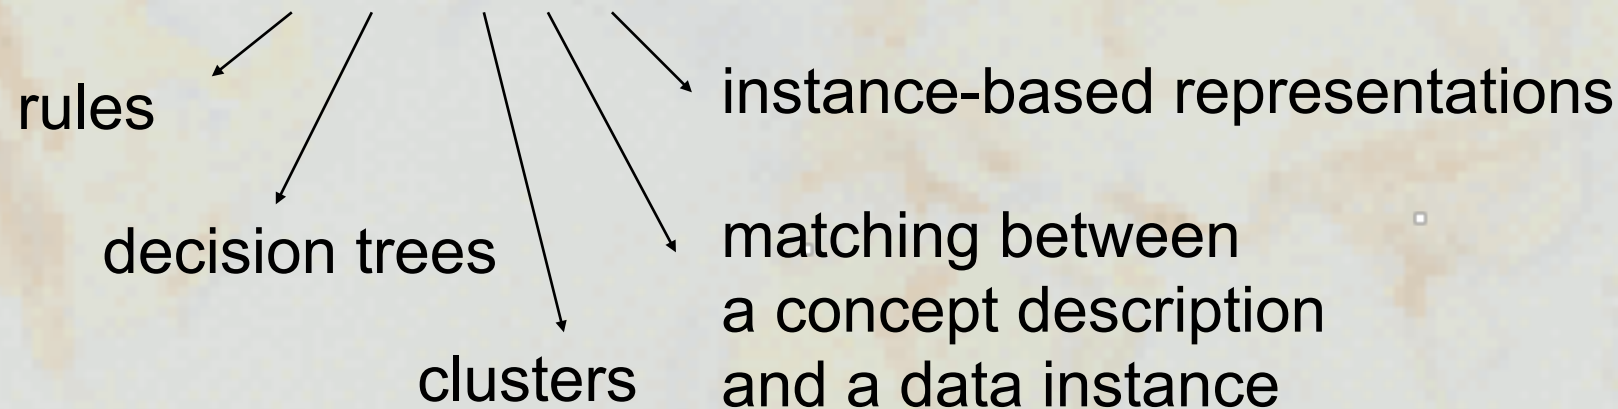 rules
decision trees
clusters
instance-based representations
matching between
a concept description
and a data instance